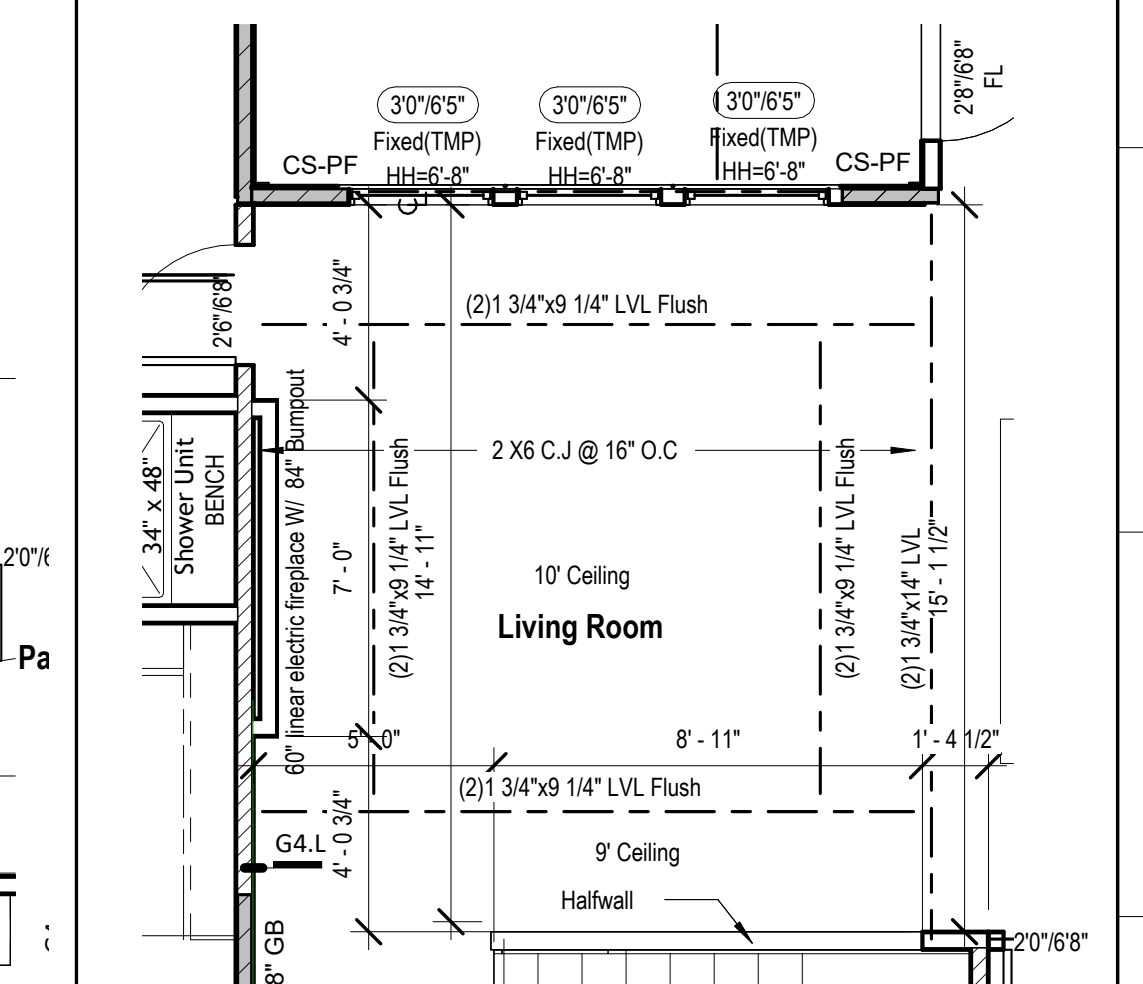 2'8"/6'8"
FL
3'0"/6'5"
Fixed(TMP)
HH=6'-8"
3'0"/6'5"
Fixed(TMP)
HH=6'-8"
3'0"/6'5"
Fixed(TMP)
HH=6'-8"
CS-PF
CS-PF
2'6"/6'8"
4' - 0 3/4"
(2)1 3/4"x9 1/4" LVL Flush
2 X6 C.J @ 16" O.C
34" x 48"
Shower Unit
BENCH
60" linear electric fireplace W/ 84" Bumpout
7' - 0"
(2)1 3/4"x9 1/4" LVL Flush
14' - 11"
10' Ceiling
Living Room
(2)1 3/4"x9 1/4" LVL Flush
(2)1 3/4"x14" LVL
15' - 1 1/2"
5' - 0"
8' - 11"
1' - 4 1/2"
(2)1 3/4"x9 1/4" LVL Flush
4' - 0 3/4"
G4.L
9' Ceiling
Halfwall
8" GB
2'0"/6'8"
2'0"/6
Pa